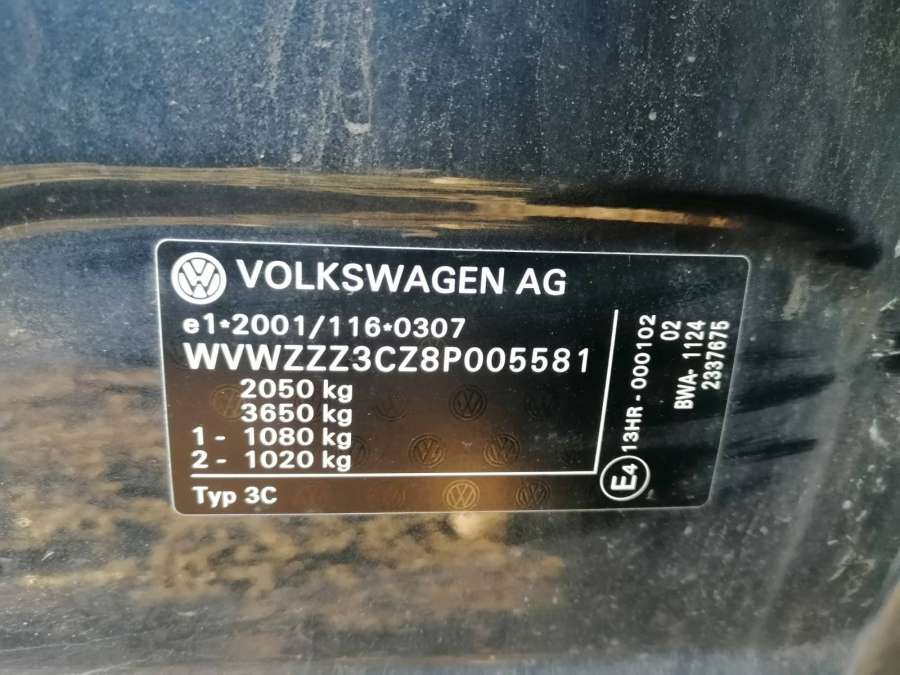 VOLKSWAGEN AG
e1*2001/116*0307
WVWZZZ3CZ8P005581
2050 kg
3650 kg
1 - 1080 kg
2 - 1020 kg
Typ 3C
E4 13HR - 000102
02
BWA - 1124
2337675